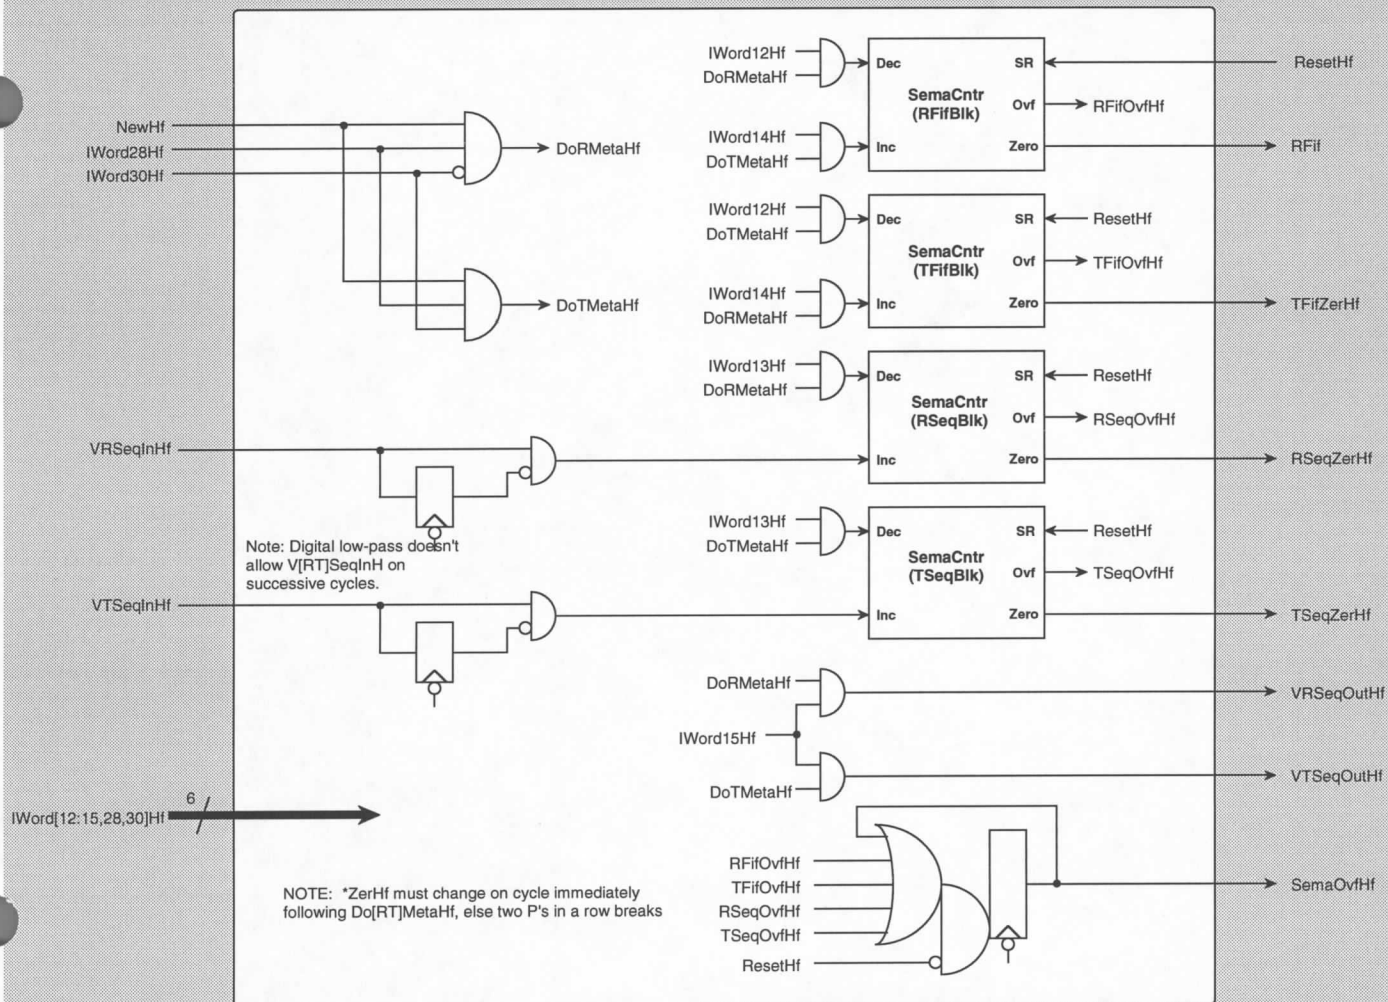 NewHf
IWord28Hf
IWord30Hf
DoRMetaHf
DoTMetaHf
VRSeqInHf
Note: Digital low-pass doesn't
allow V[RT]SeqInH on
successive cycles.
VTSeqInHf
6
IWord[12:15,28,30]Hf
NOTE: *ZerHf must change on cycle immediately
following Do[RT]MetaHf, else two P's in a row breaks
IWord12Hf
DoRMetaHf
Dec
SR
ResetHf
SemaCntr
(RFifBlk)
Ovf
RFifOvfHf
IWord14Hf
DoTMetaHf
Inc
Zero
RFif
IWord12Hf
DoTMetaHf
Dec
SR
ResetHf
SemaCntr
(TFifBlk)
Ovf
TFifOvfHf
IWord14Hf
DoRMetaHf
Inc
Zero
TFifZerHf
IWord13Hf
DoRMetaHf
Dec
SR
ResetHf
SemaCntr
(RSeqBlk)
Ovf
RSeqOvfHf
Inc
Zero
RSeqZerHf
IWord13Hf
DoTMetaHf
Dec
SR
ResetHf
SemaCntr
(TSeqBlk)
Ovf
TSeqOvfHf
Inc
Zero
TSeqZerHf
DoRMetaHf
VRSeqOutHf
IWord15Hf
DoTMetaHf
VTSeqOutHf
RFifOvfHf
TFifOvfHf
RSeqOvfHf
TSeqOvfHf
ResetHf
SemaOvfHf